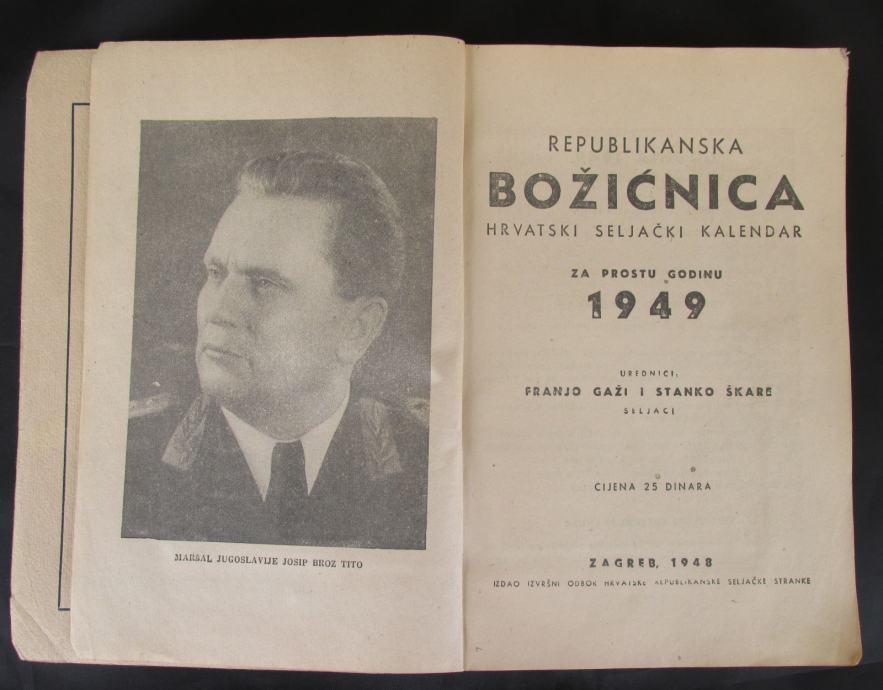 MARŠAL JUGOSLAVIJE JOSIP BROZ TITO
REPUBLIKANSKA
BOŽIĆNICA
HRVATSKI SELJAČKI KALENDAR
ZA PROSTU GODINU
1949
UREDNICI:
FRANJO GAŽI I STANKO ŠKARE
SELJACI
CIJENA 25 DINARA
ZAGREB, 1948
IZDAO IZVRŠNI ODBOR HRVATSKE REPUBLIKANSKE SELJAČKE STRANKE